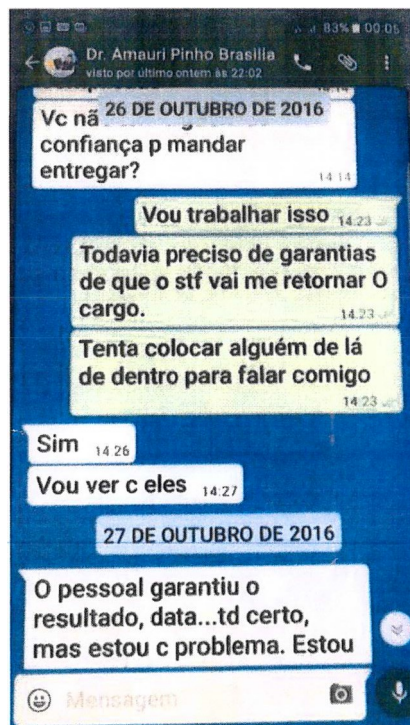 83% 00:05
Dr. Amauri Pinho Brasilia
visto por último ontem às 22:02
14:14
26 DE OUTUBRO DE 2016
Vc nã
confiança p mandar
entregar?
14:14
Vou trabalhar isso 14:23
Todavia preciso de garantias
de que o stf vai me retornar O
cargo.
14:23
Tenta colocar alguém de lá
de dentro para falar comigo
14:23
Sim 14:26
Vou ver c eles 14:27
27 DE OUTUBRO DE 2016
O pessoal garantiu o
resultado, data...td certo,
mas estou c problema. Estou
Mensagem